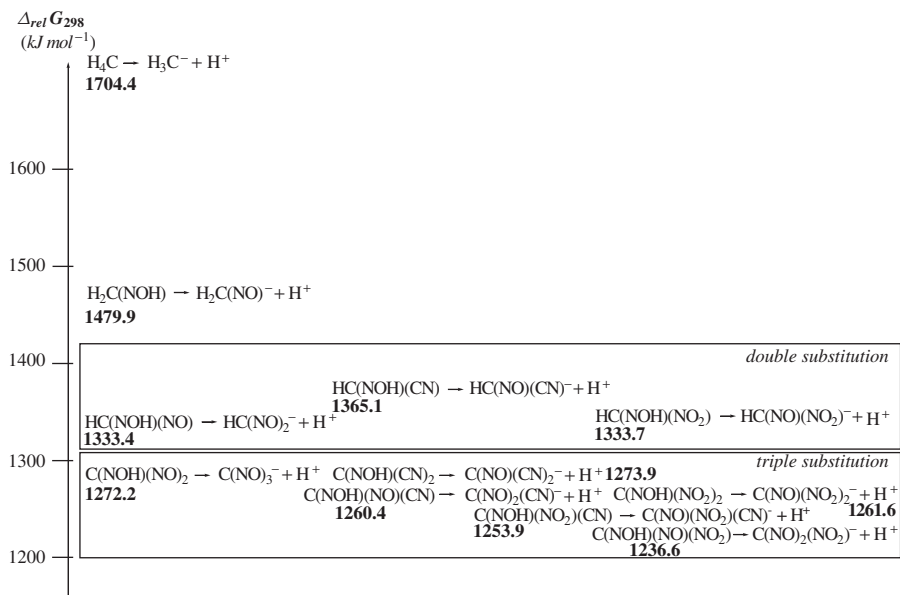 Δ_rel G_298
(kJ mol⁻¹)
H₄C → H₃C⁻ + H⁺
1704.4
1600
1500
H₂C(NOH) → H₂C(NO)⁻ + H⁺
1479.9
1400
double substitution
HC(NOH)(CN) → HC(NO)(CN)⁻ + H⁺
1365.1
HC(NOH)(NO) → HC(NO)₂⁻ + H⁺
1333.4
HC(NOH)(NO₂) → HC(NO)(NO₂)⁻ + H⁺
1333.7
1300
triple substitution
C(NOH)(NO)₂ → C(NO)₃⁻ + H⁺
1272.2
C(NOH)(CN)₂ → C(NO)(CN)₂⁻ + H⁺ 1273.9
C(NOH)(NO)(CN) → C(NO)₂(CN)⁻ + H⁺
1260.4
C(NOH)(NO₂)₂ → C(NO)(NO₂)₂⁻ + H⁺
1261.6
C(NOH)(NO₂)(CN) → C(NO)(NO₂)(CN)⁻ + H⁺
1253.9
C(NOH)(NO)(NO₂) → C(NO)₂(NO₂)⁻ + H⁺
1236.6
1200